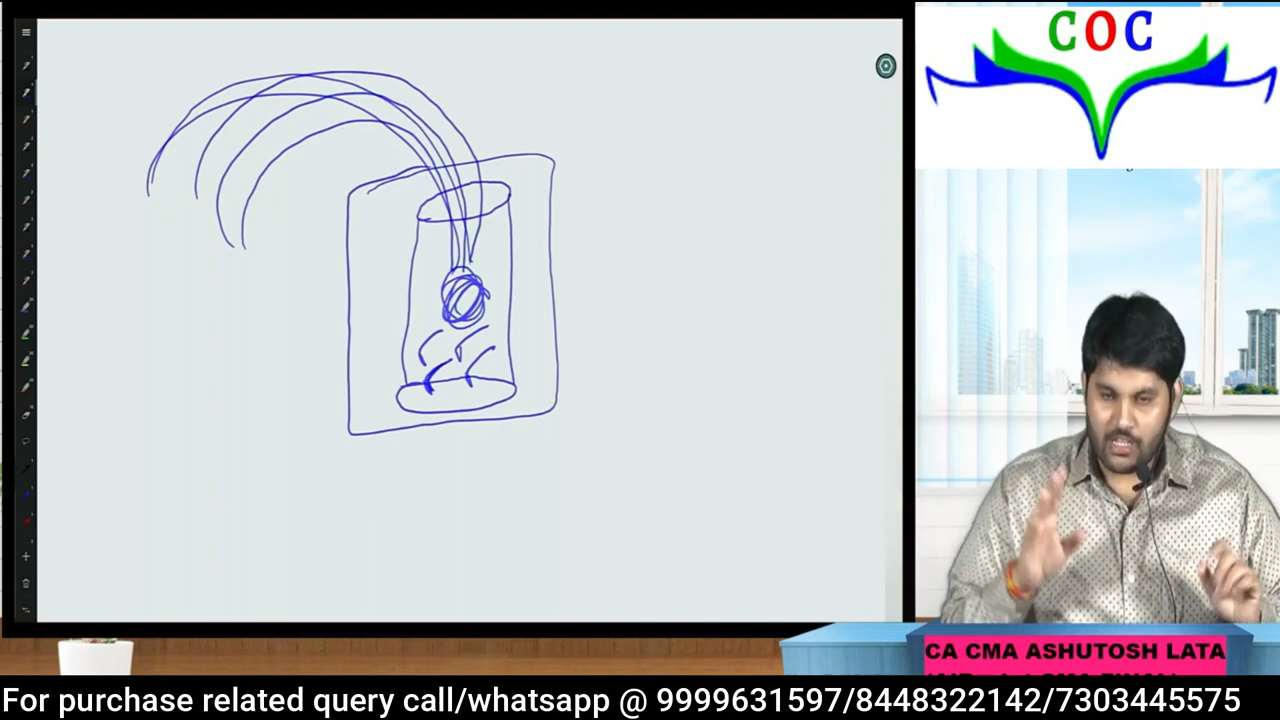 COC
CA CMA ASHUTOSH LATA
For purchase related query call/whatsapp @ 9999631597/8448322142/7303445575